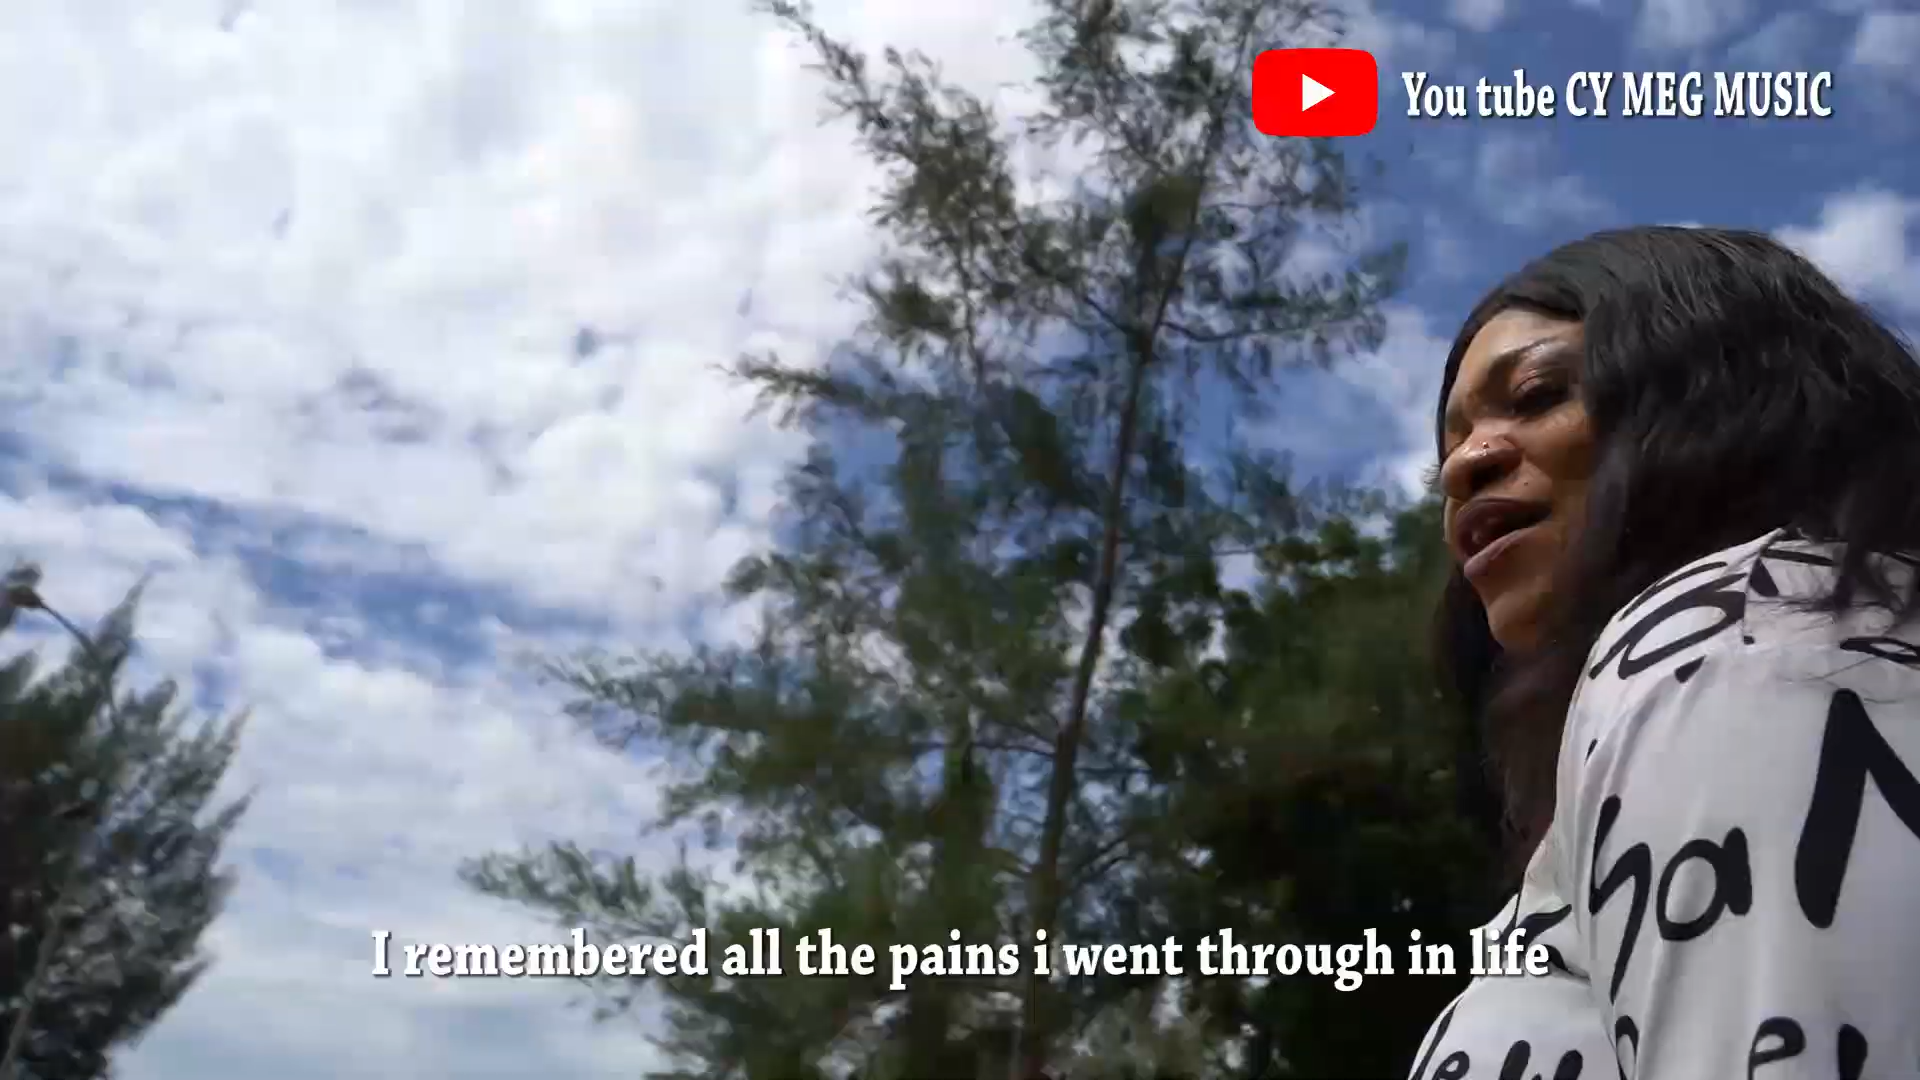 You tube CY MEG MUSIC
I remembered all the pains i went through in life